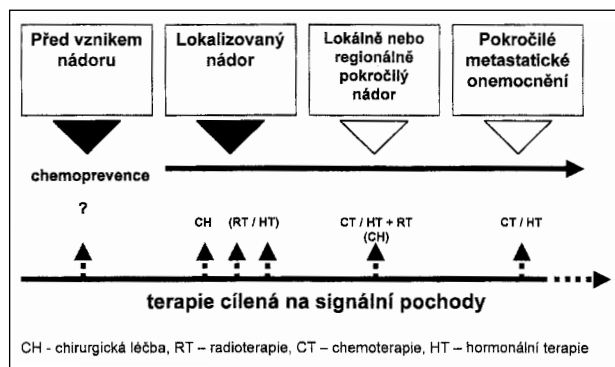 Před vznikem
nádoru
Lokalizovaný
nádor
Lokálně nebo
regionálně
pokročilý
nádor
Pokročilé
metastatické
onemocnění
chemoprevence
?
CH (RT / HT) CT / HT + RT CT / HT
(CH)
terapie cílená na signální pochody
CH - chirurgická léčba, RT – radioterapie, CT – chemoterapie, HT – hormonální terapie